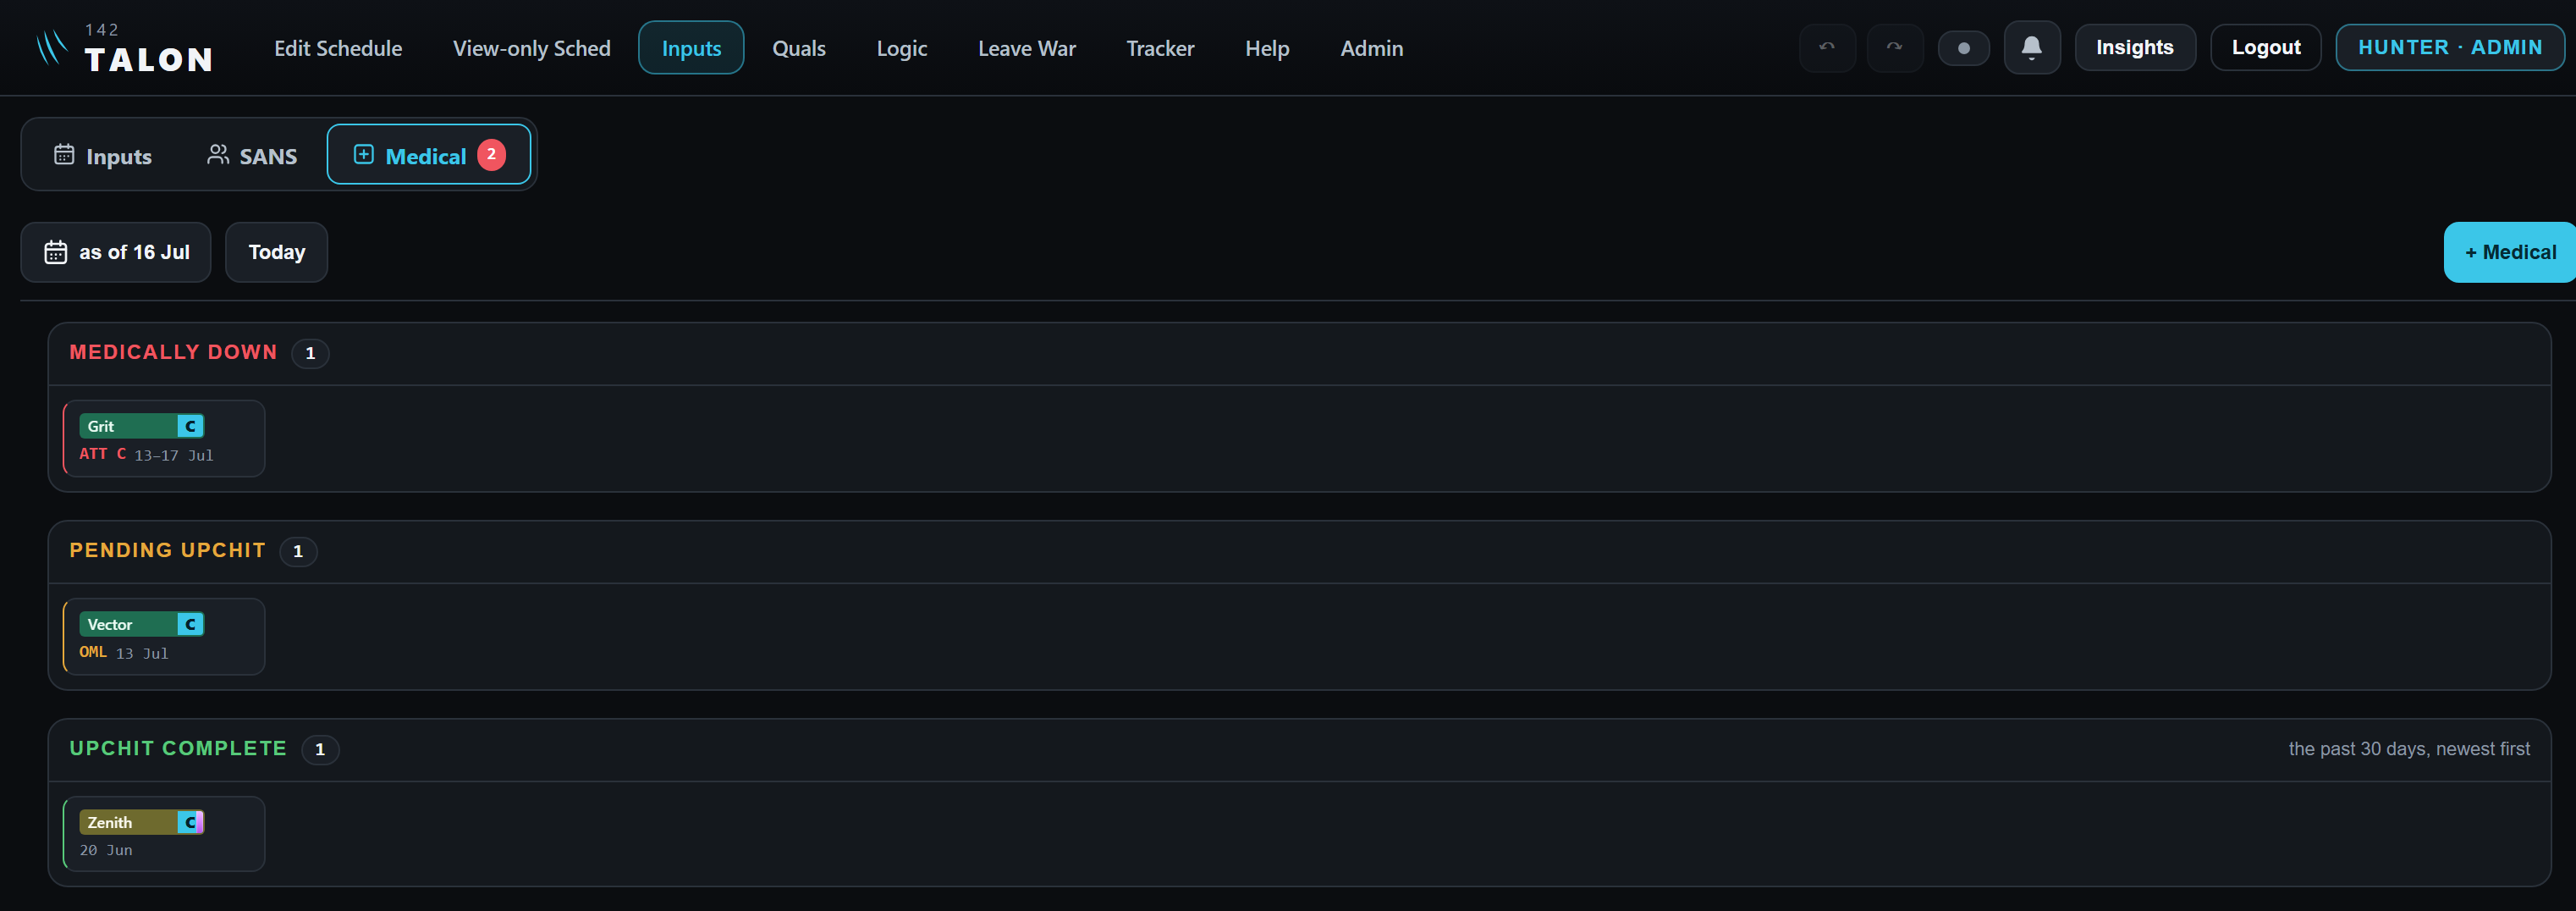 142
TALON
Edit Schedule
View-only Sched
Inputs
Quals
Logic
Leave War
Tracker
Help
Admin
Insights
Logout
HUNTER · ADMIN
Inputs
SANS
Medical 2
as of 16 Jul
Today
+ Medical
MEDICALLY DOWN 1
Grit C
ATT C 13–17 Jul
PENDING UPCHIT 1
Vector C
OML 13 Jul
UPCHIT COMPLETE 1
the past 30 days, newest first
Zenith C
20 Jun